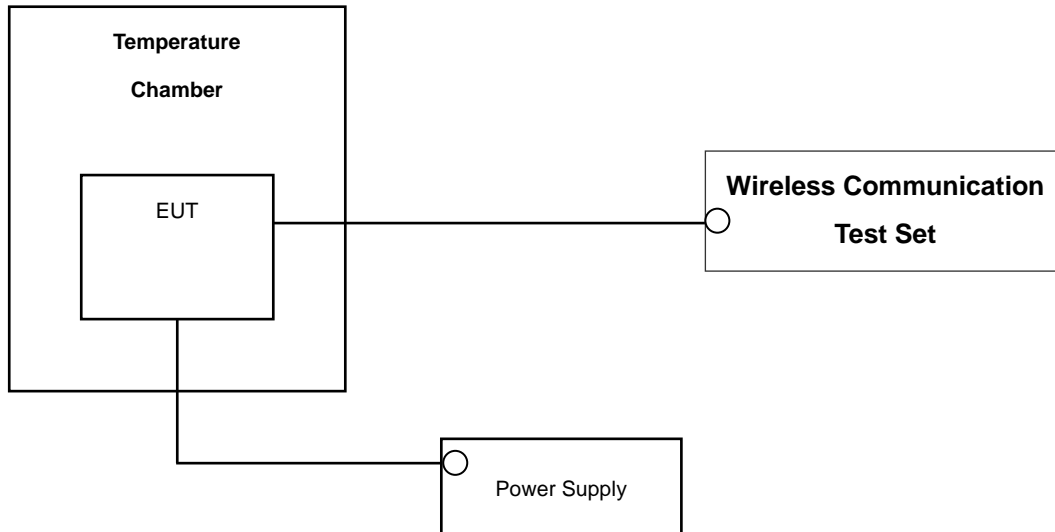 Temperature
Chamber
EUT
Wireless Communication
Test Set
Power Supply